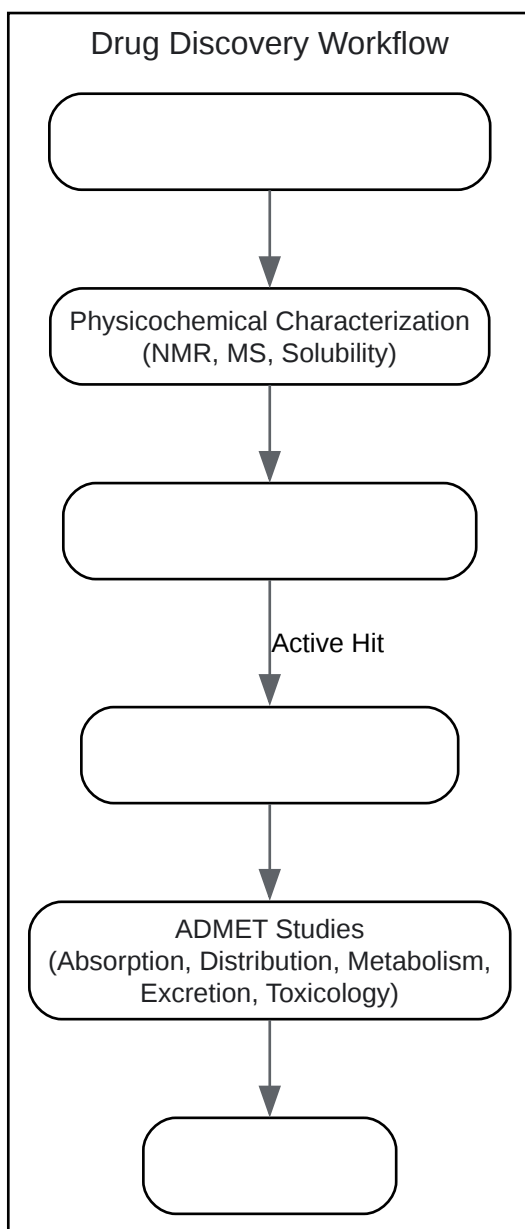 Drug Discovery Workflow
Physicochemical Characterization
(NMR, MS, Solubility)
Active Hit
ADMET Studies
(Absorption, Distribution, Metabolism,
Excretion, Toxicology)